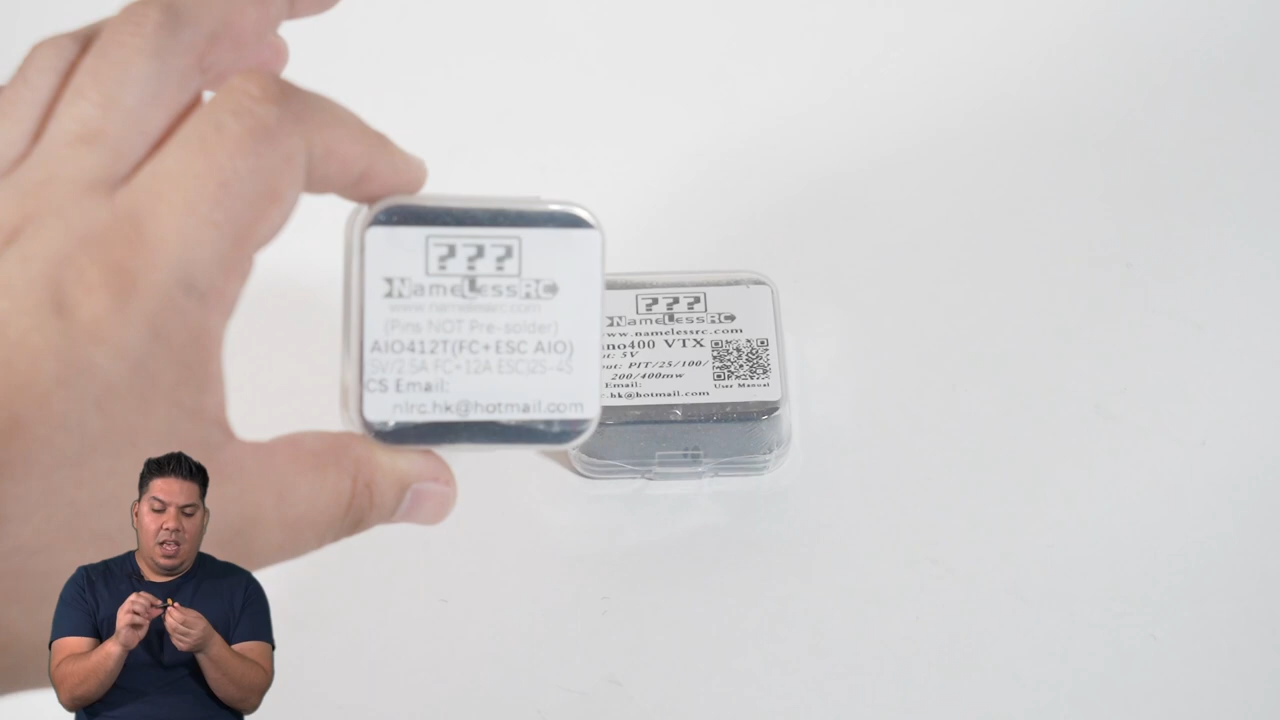 ???
NameLessRC
www.namelessrc.com
(Pins NOT Pre-solder)
AIO412T(FC+ESC AIO)
5V/2.5A FC+12A ESC)2S-4S
CS Email:
nlrc.hk@hotmail.com
???
NameLessRC
www.namelessrc.com
no400 VTX
t: 5V
ut: PIT/25/100/
200/400mw
Email:
User Manual
c.hk@hotmail.com